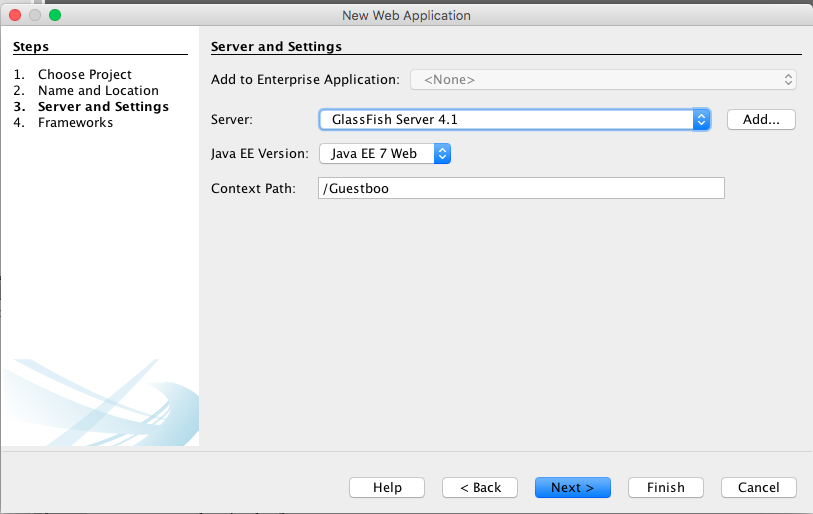 New Web Application
Steps
1. Choose Project
2. Name and Location
3. Server and Settings
4. Frameworks
Server and Settings
Add to Enterprise Application: <None>
Server: GlassFish Server 4.1 Add...
Java EE Version: Java EE 7 Web
Context Path: /Guestboo
Help < Back Next > Finish Cancel